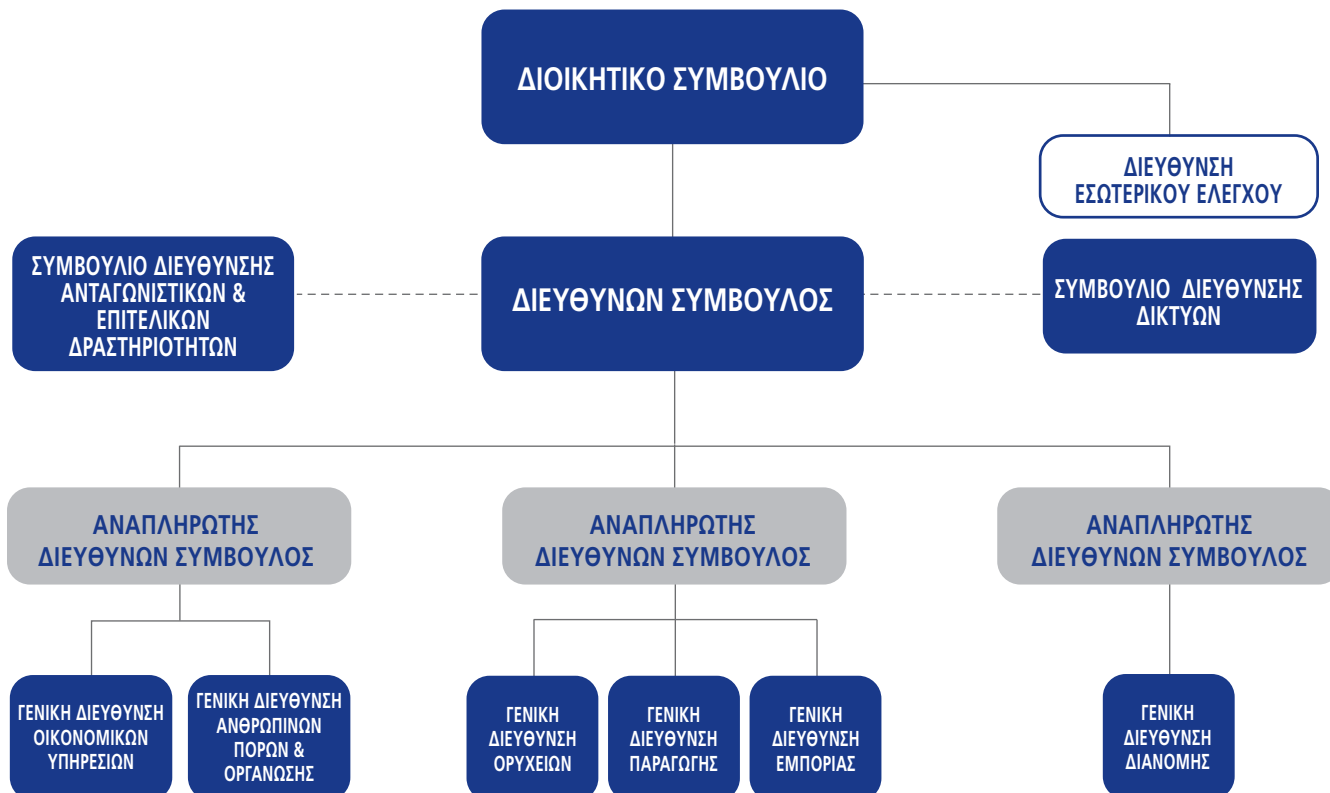 ΔΙΟΙΚΗΤΙΚΟ ΣΥΜΒΟΥΛΙΟ
ΔΙΕΥΘΥΝΣΗ
ΕΣΩΤΕΡΙΚΟΥ ΕΛΕΓΧΟΥ
ΣΥΜΒΟΥΛΙΟ ΔΙΕΥΘΥΝΣΗΣ
ΑΝΤΑΓΩΝΙΣΤΙΚΩΝ &
ΕΠΙΤΕΛΙΚΩΝ
ΔΡΑΣΤΗΡΙΟΤΗΤΩΝ
ΔΙΕΥΘΥΝΩΝ ΣΥΜΒΟΥΛΟΣ
ΣΥΜΒΟΥΛΙΟ ΔΙΕΥΘΥΝΣΗΣ
ΔΙΚΤΥΩΝ
ΑΝΑΠΛΗΡΩΤΗΣ
ΔΙΕΥΘΥΝΩΝ ΣΥΜΒΟΥΛΟΣ
ΑΝΑΠΛΗΡΩΤΗΣ
ΔΙΕΥΘΥΝΩΝ ΣΥΜΒΟΥΛΟΣ
ΑΝΑΠΛΗΡΩΤΗΣ
ΔΙΕΥΘΥΝΩΝ ΣΥΜΒΟΥΛΟΣ
ΓΕΝΙΚΗ ΔΙΕΥΘΥΝΣΗ
ΟΙΚΟΝΟΜΙΚΩΝ
ΥΠΗΡΕΣΙΩΝ
ΓΕΝΙΚΗ ΔΙΕΥΘΥΝΣΗ
ΑΝΘΡΩΠΙΝΩΝ
ΠΟΡΩΝ &
ΟΡΓΑΝΩΣΗΣ
ΓΕΝΙΚΗ
ΔΙΕΥΘΥΝΣΗ
ΟΡΥΧΕΙΩΝ
ΓΕΝΙΚΗ
ΔΙΕΥΘΥΝΣΗ
ΠΑΡΑΓΩΓΗΣ
ΓΕΝΙΚΗ
ΔΙΕΥΘΥΝΣΗ
ΕΜΠΟΡΙΑΣ
ΓΕΝΙΚΗ
ΔΙΕΥΘΥΝΣΗ
ΔΙΑΝΟΜΗΣ